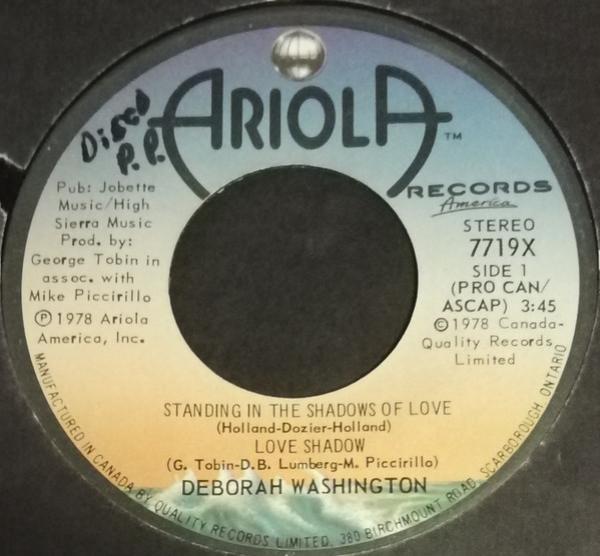 ARIOLA™
RECORDS
America
Disco
P.P.
Pub: Jobette
Music/High
Sierra Music
Prod. by:
George Tobin in
assoc. with
Mike Piccirillo
℗ 1978 Ariola
America, Inc.
STEREO
7719X
SIDE 1
(PRO CAN/
ASCAP) 3:45
© 1978 Canada-
Quality Records
Limited
STANDING IN THE SHADOWS OF LOVE
(Holland-Dozier-Holland)
LOVE SHADOW
(G. Tobin-D.B. Lumberg-M. Piccirillo)
DEBORAH WASHINGTON
MANUFACTURED IN CANADA BY QUALITY RECORDS LIMITED, 380 BIRCHMOUNT ROAD, SCARBOROUGH, ONTARIO